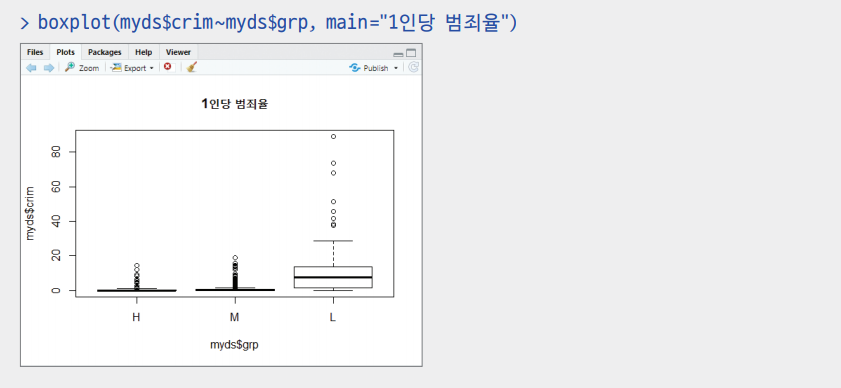 > boxplot(myds$crim~myds$grp, main="1인당 범죄율")
Files Plots Packages Help Viewer
Zoom Export Publish
1인당 범죄율
80
60
40
20
0
myds$crim
H M L
myds$grp